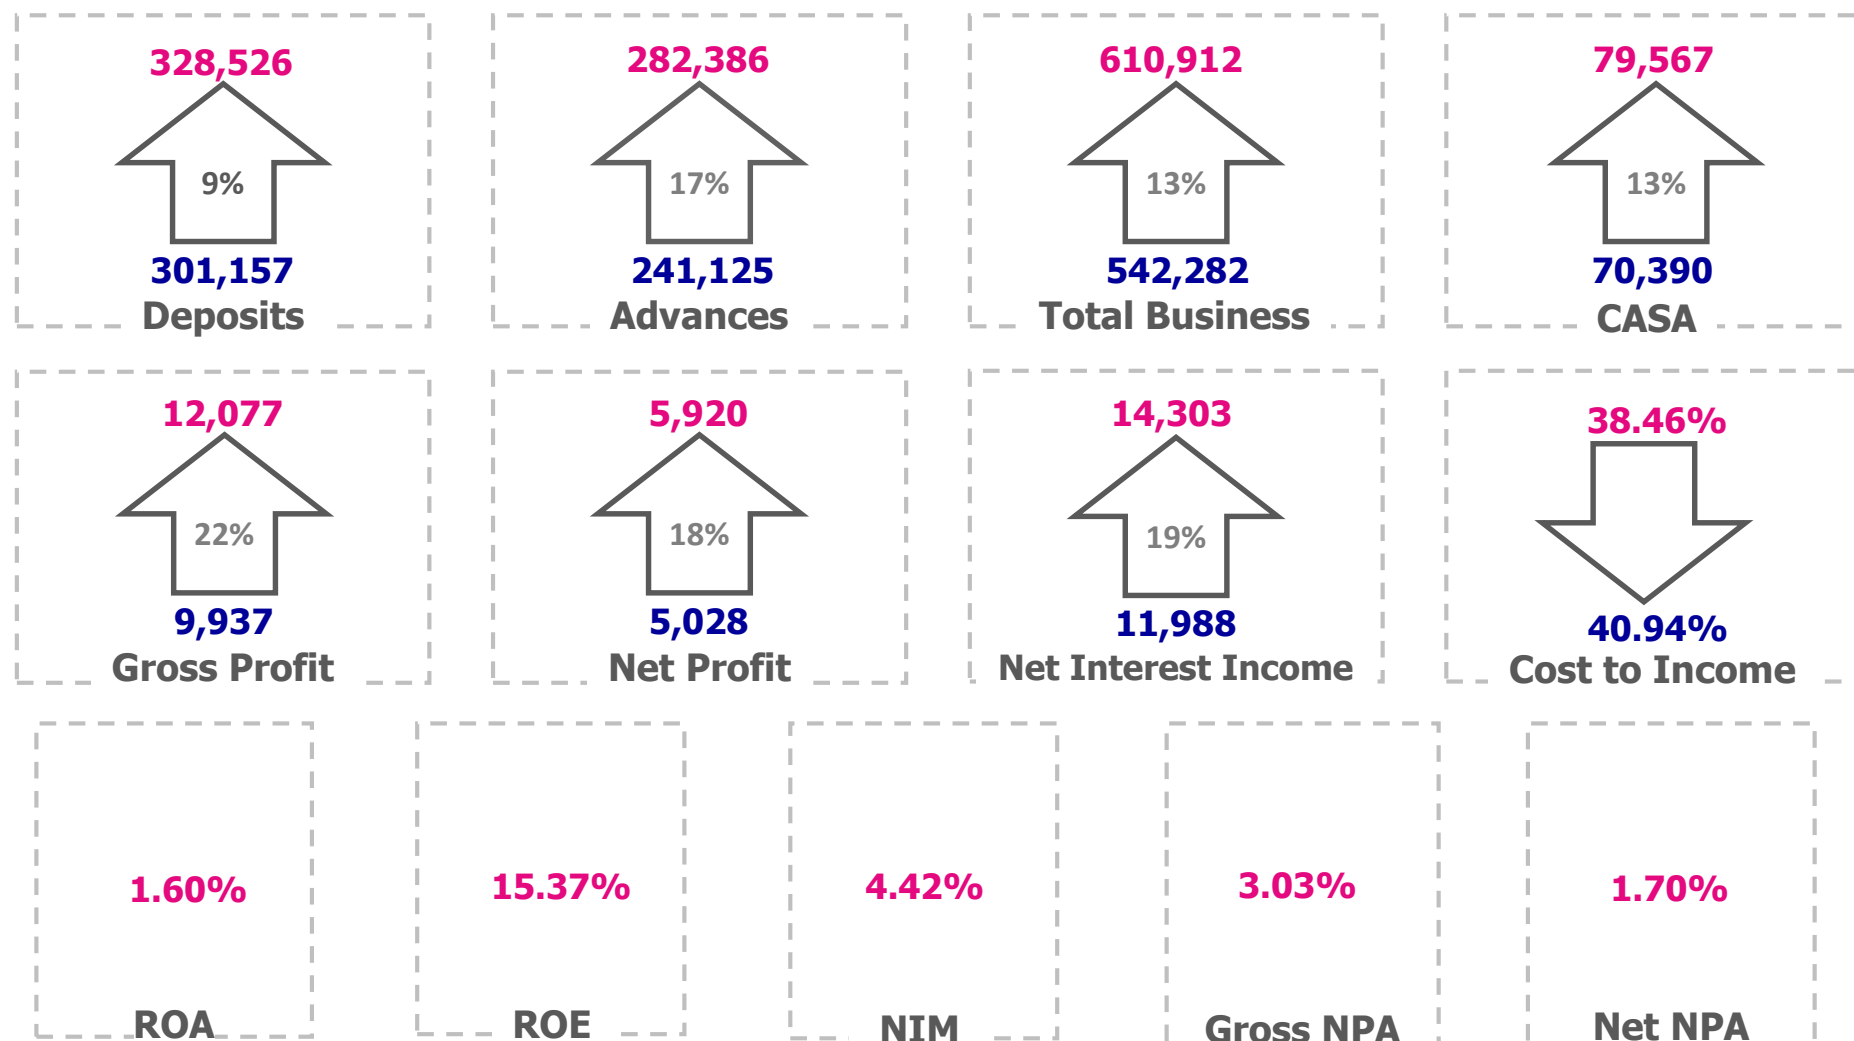 328,526
9%
301,157
Deposits
282,386
17%
241,125
Advances
610,912
13%
542,282
Total Business
79,567
13%
70,390
CASA
12,077
22%
9,937
Gross Profit
5,920
18%
5,028
Net Profit
14,303
19%
11,988
Net Interest Income
38.46%
40.94%
Cost to Income
1.60%
ROA
15.37%
ROE
4.42%
NIM
3.03%
Gross NPA
1.70%
Net NPA